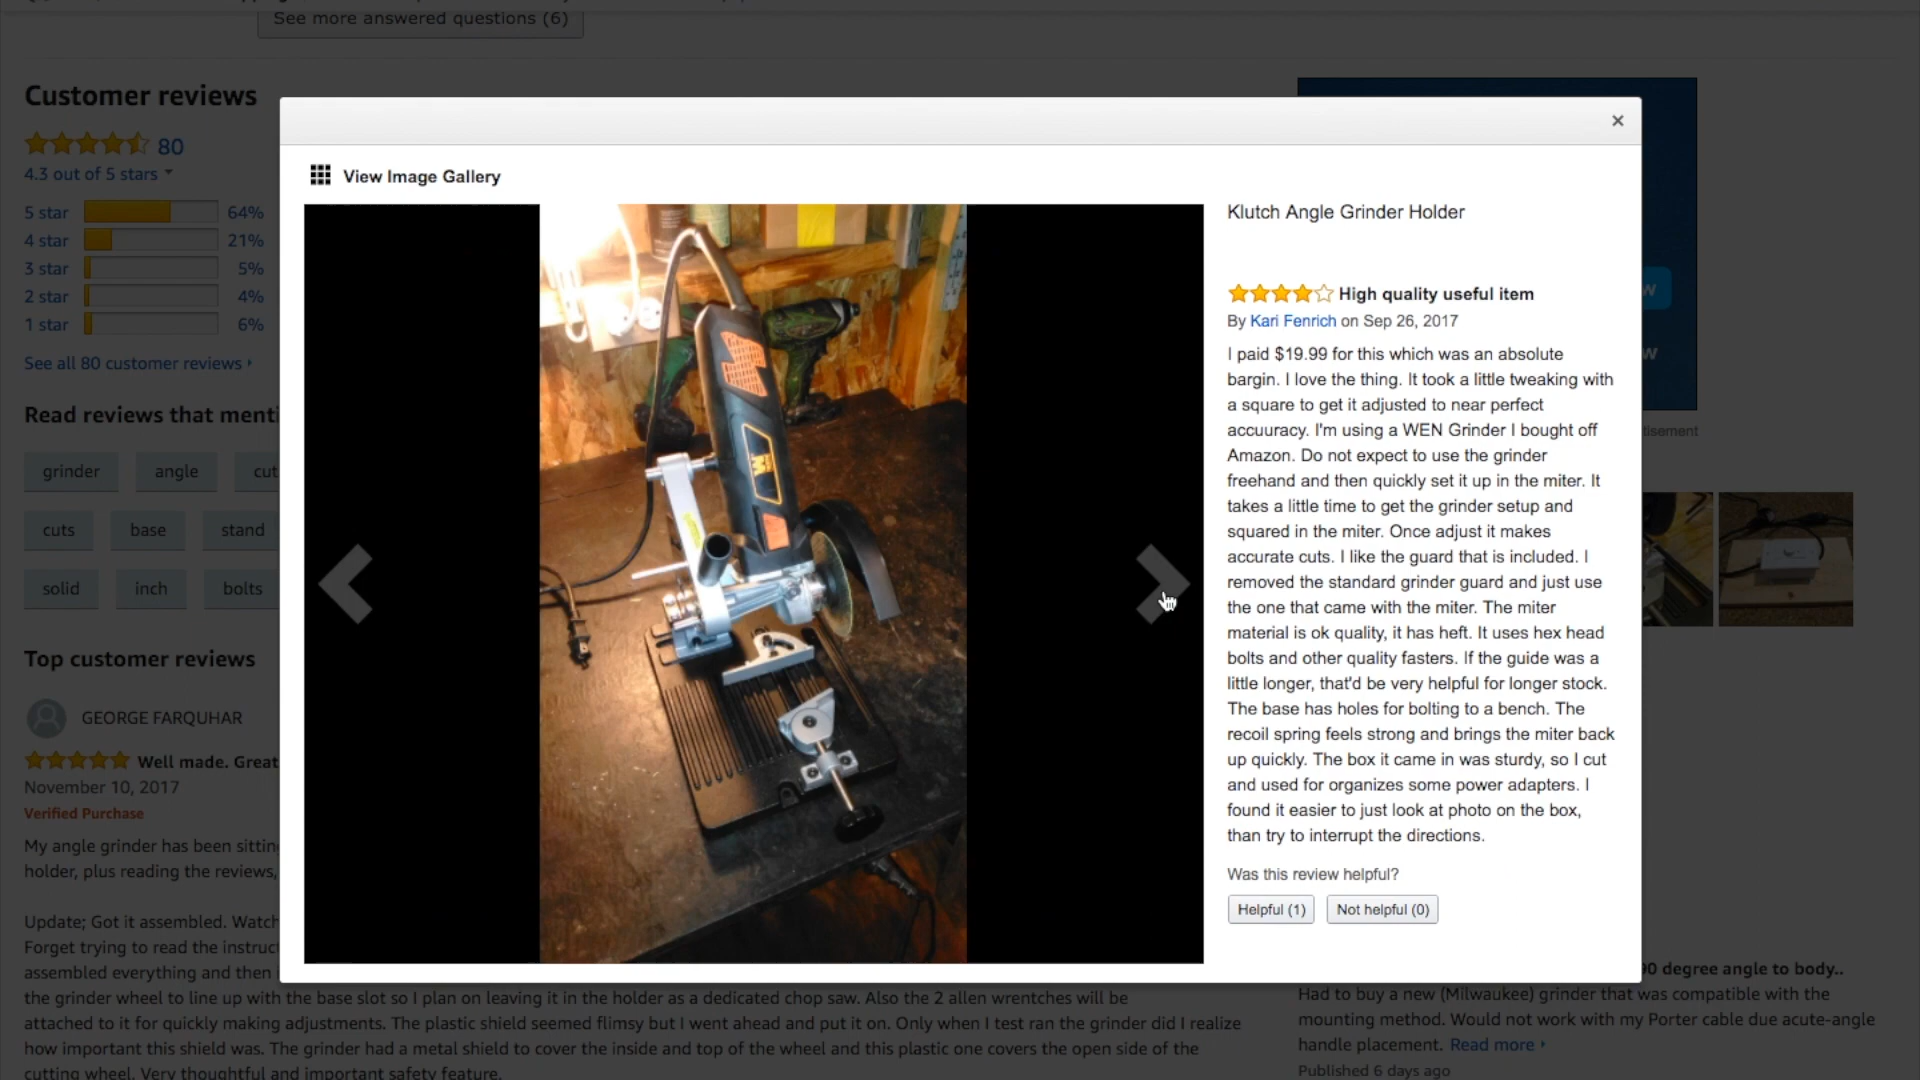 See more answered questions (6)
Customer reviews
80
4.3 out of 5 stars
5 star 64%
4 star 21%
3 star 5%
2 star 4%
1 star 6%
See all 80 customer reviews
Read reviews that menti
grinder angle cut
cuts base stand
solid inch bolts
Top customer reviews
GEORGE FARQUHAR
Well made. Great
November 10, 2017
Verified Purchase
My angle grinder has been sittin
holder, plus reading the reviews,
Update; Got it assembled. Watch
Forget trying to read the instruct
assembled everything and then i
the grinder wheel to line up with the base slot so I plan on leaving it in the holder as a dedicated chop saw. Also the 2 allen wrentches will be
attached to it for quickly making adjustments. The plastic shield seemed flimsy but I went ahead and put it on. Only when I test ran the grinder did I realize
how important this shield was. The grinder had a metal shield to cover the inside and top of the wheel and this plastic one covers the open side of the
cutting wheel. Very thoughtful and important safety feature.
×
View Image Gallery
Klutch Angle Grinder Holder
High quality useful item
By Kari Fenrich on Sep 26, 2017
I paid $19.99 for this which was an absolute
bargin. I love the thing. It took a little tweaking with
a square to get it adjusted to near perfect
accuuracy. I'm using a WEN Grinder I bought off
Amazon. Do not expect to use the grinder
freehand and then quickly set it up in the miter. It
takes a little time to get the grinder setup and
squared in the miter. Once adjust it makes
accurate cuts. I like the guard that is included. I
removed the standard grinder guard and just use
the one that came with the miter. The miter
material is ok quality, it has heft. It uses hex head
bolts and other quality fasters. If the guide was a
little longer, that'd be very helpful for longer stock.
The base has holes for bolting to a bench. The
recoil spring feels strong and brings the miter back
up quickly. The box it came in was sturdy, so I cut
and used for organizes some power adapters. I
found it easier to just look at photo on the box,
than try to interrupt the directions.
Was this review helpful?
Helpful (1) Not helpful (0)
w
w
tisement
90 degree angle to body..
Had to buy a new (Milwaukee) grinder that was compatible with the
mounting method. Would not work with my Porter cable due acute-angle
handle placement. Read more
Published 6 days ago